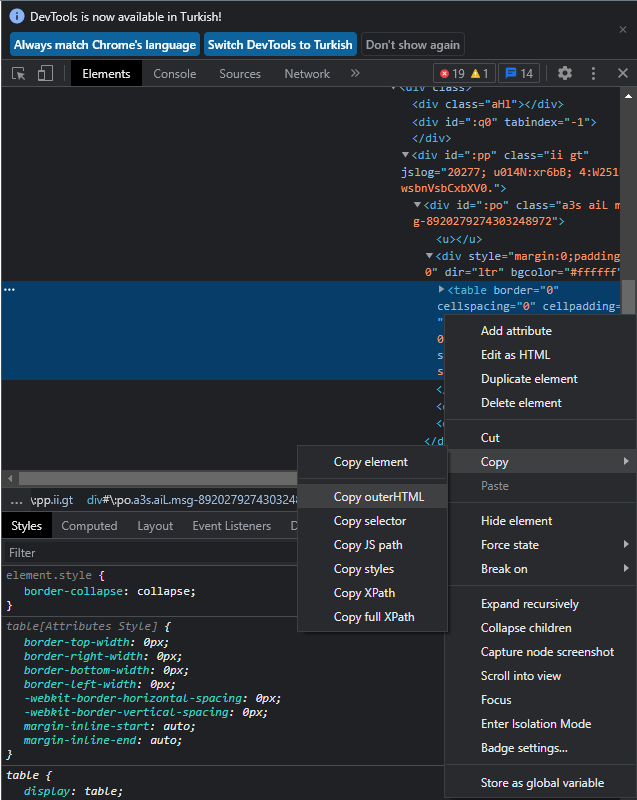 DevTools is now available in Turkish!
Always match Chrome's language
Switch DevTools to Turkish
Don't show again
Elements
Console
Sources
Network
19
1
14
<div class>
<div class="aHl"></div>
<div id=":q0" tabindex="-1">
</div>
<div id=":pp" class="ii gt"
jslog="20277; u014N:xr6bB; 4:W251
wsbnVsbCxbXV0.">
<div id=":po" class="a3s aiL m
g-8920279274303248972">
<u></u>
<div style="margin:0;padding
0" dir="ltr" bgcolor="#ffffff"
...
<table border="0"
cellspacing="0" cellpadding=
"
0
s
s
</
<
<
</d
Add attribute
Edit as HTML
Duplicate element
Delete element
Cut
Copy
Paste
Hide element
Force state
Break on
Expand recursively
Collapse children
Capture node screenshot
Scroll into view
Focus
Enter Isolation Mode
Badge settings...
Store as global variable
Copy element
Copy outerHTML
Copy selector
Copy JS path
Copy styles
Copy XPath
Copy full XPath
... \:pp.ii.gt div#\:po.a3s.aiL.msg-8920279274303248
Styles
Computed
Layout
Event Listeners
D
Filter
element.style {
border-collapse: collapse;
}
table[Attributes Style] {
border-top-width: 0px;
border-right-width: 0px;
border-bottom-width: 0px;
border-left-width: 0px;
-webkit-border-horizontal-spacing: 0px;
-webkit-border-vertical-spacing: 0px;
margin-inline-start: auto;
margin-inline-end: auto;
}
table {
display: table;